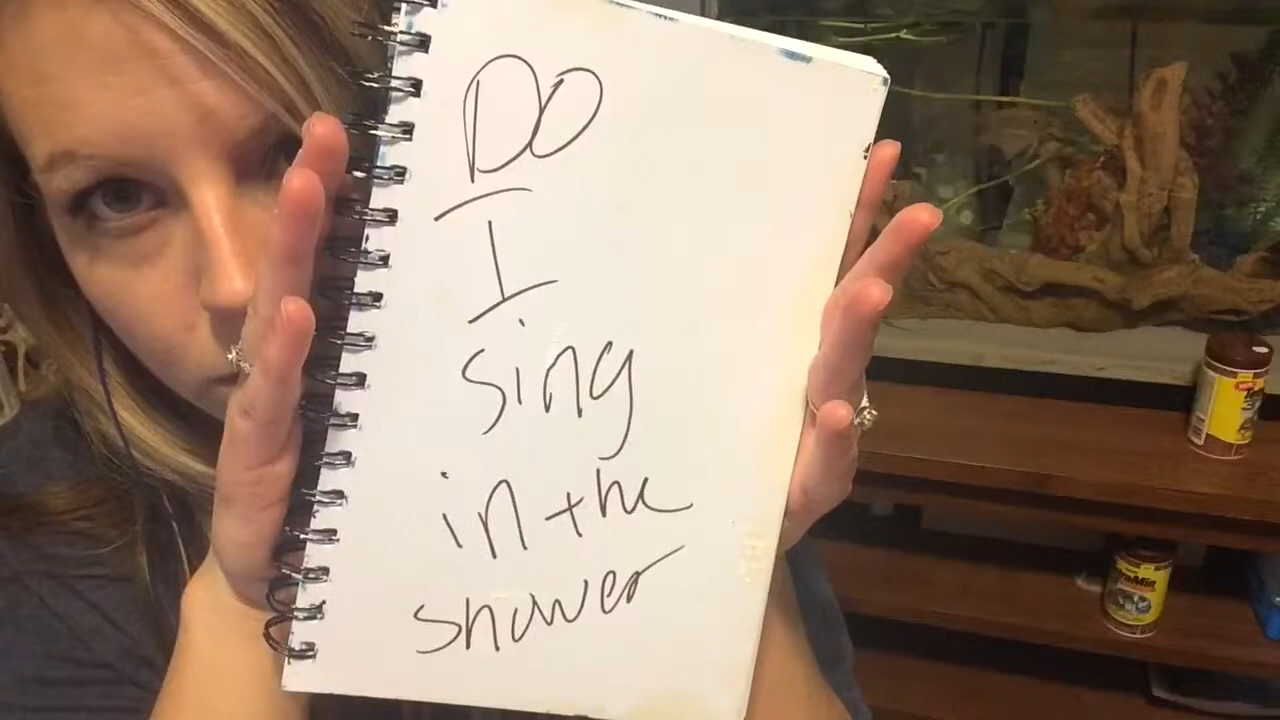 DO
I
sing
in the
shower